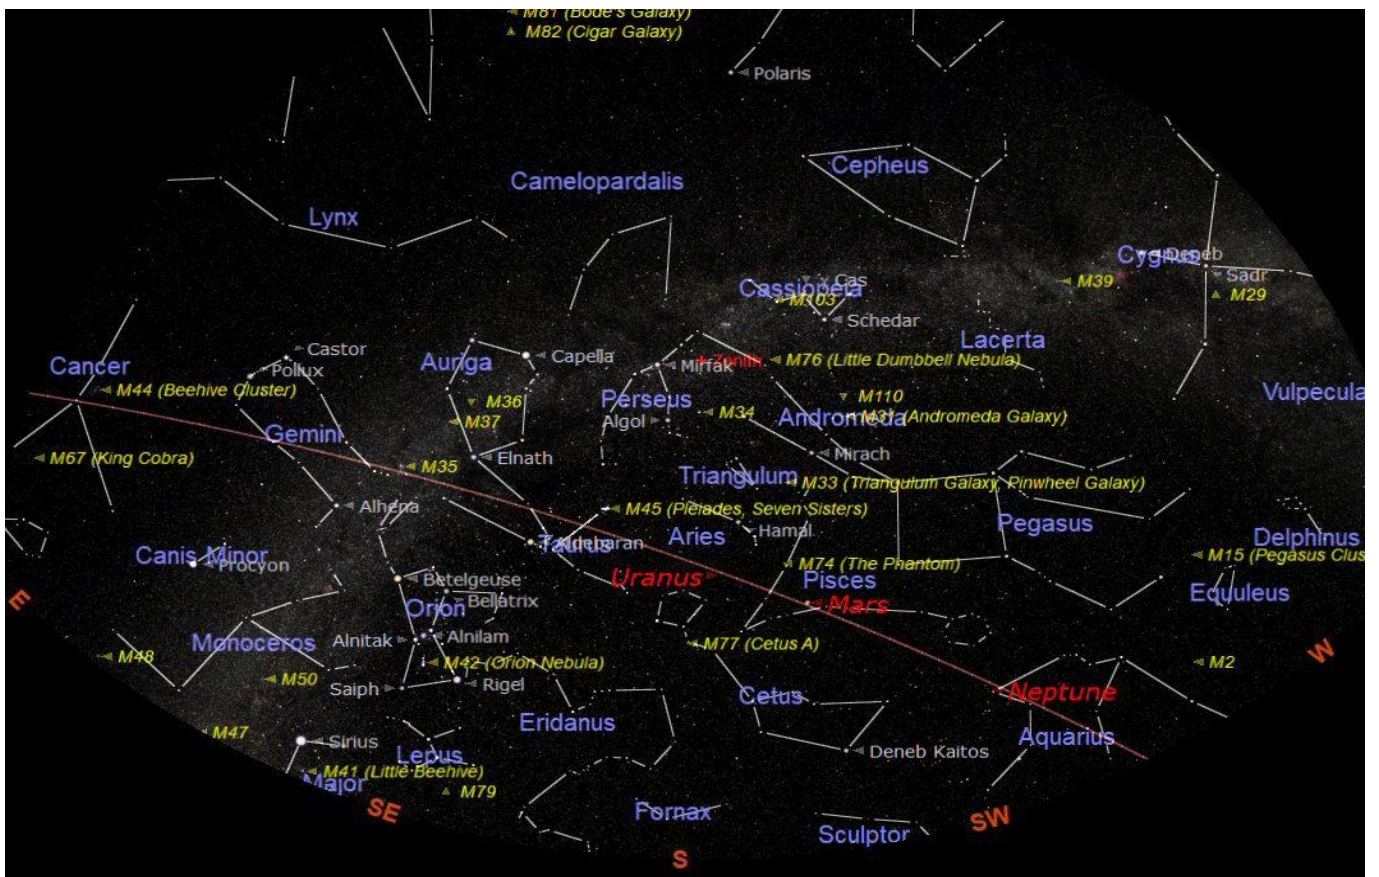 M81 (Bode's Galaxy)
M82 (Cigar Galaxy)
Polaris
Cepheus
Camelopardalis
Lynx
Cygnus
Deneb
Sadr
M39
M29
Cas
Cassiopeia
M103
Schedar
Lacerta
Castor
Capella
Auriga
Cancer
Pollux
Zenith
M76 (Little Dumbbell Nebula)
Mirfak
M44 (Beehive Cluster)
Vulpecula
M36
Perseus
M110
M37
Algol
M34
Andromeda
M31 (Andromeda Galaxy)
Gemini
M67 (King Cobra)
Elnath
Mirach
M35
Triangulum
M33 (Triangulum Galaxy, Pinwheel Galaxy)
Alhena
M45 (Pleiades, Seven Sisters)
Hamal
Aries
Pegasus
Delphinus
Taurus
Aldebaran
Canis Minor
Procyon
M15 (Pegasus Clus
M74 (The Phantom)
Betelgeuse
Uranus
Pisces
Equuleus
E
Bellatrix
Orion
Mars
Monoceros
Alnitak
Alnilam
M77 (Cetus A)
W
M48
M42 (Orion Nebula)
M2
M50
Saiph
Rigel
Cetus
Neptune
Eridanus
M47
Sirius
Aquarius
Lepus
Deneb Kaitos
M41 (Little Beehive)
Major
M79
SE
Fornax
SW
Sculptor
S